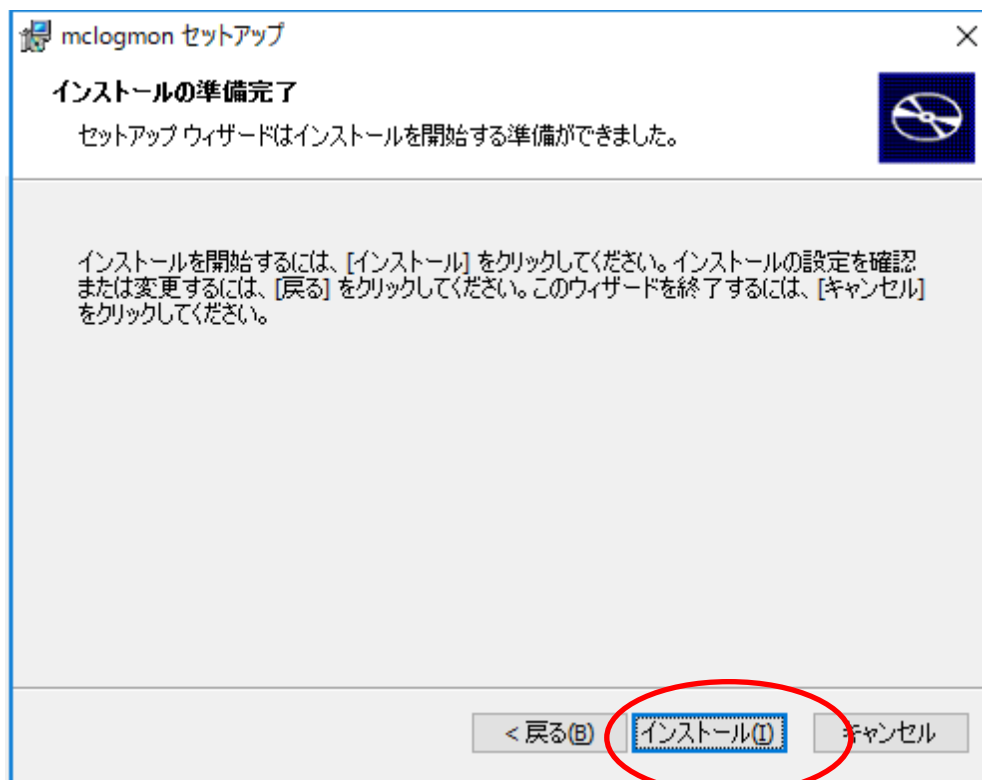 mclogmon セットアップ
インストールの準備完了
セットアップ ウィザードはインストールを開始する準備ができました。
インストールを開始するには、[インストール] をクリックしてください。インストールの設定を確認
または変更するには、[戻る] をクリックしてください。このウィザードを終了するには、[キャンセル]
をクリックしてください。
< 戻る(B) インストール(I) キャンセル